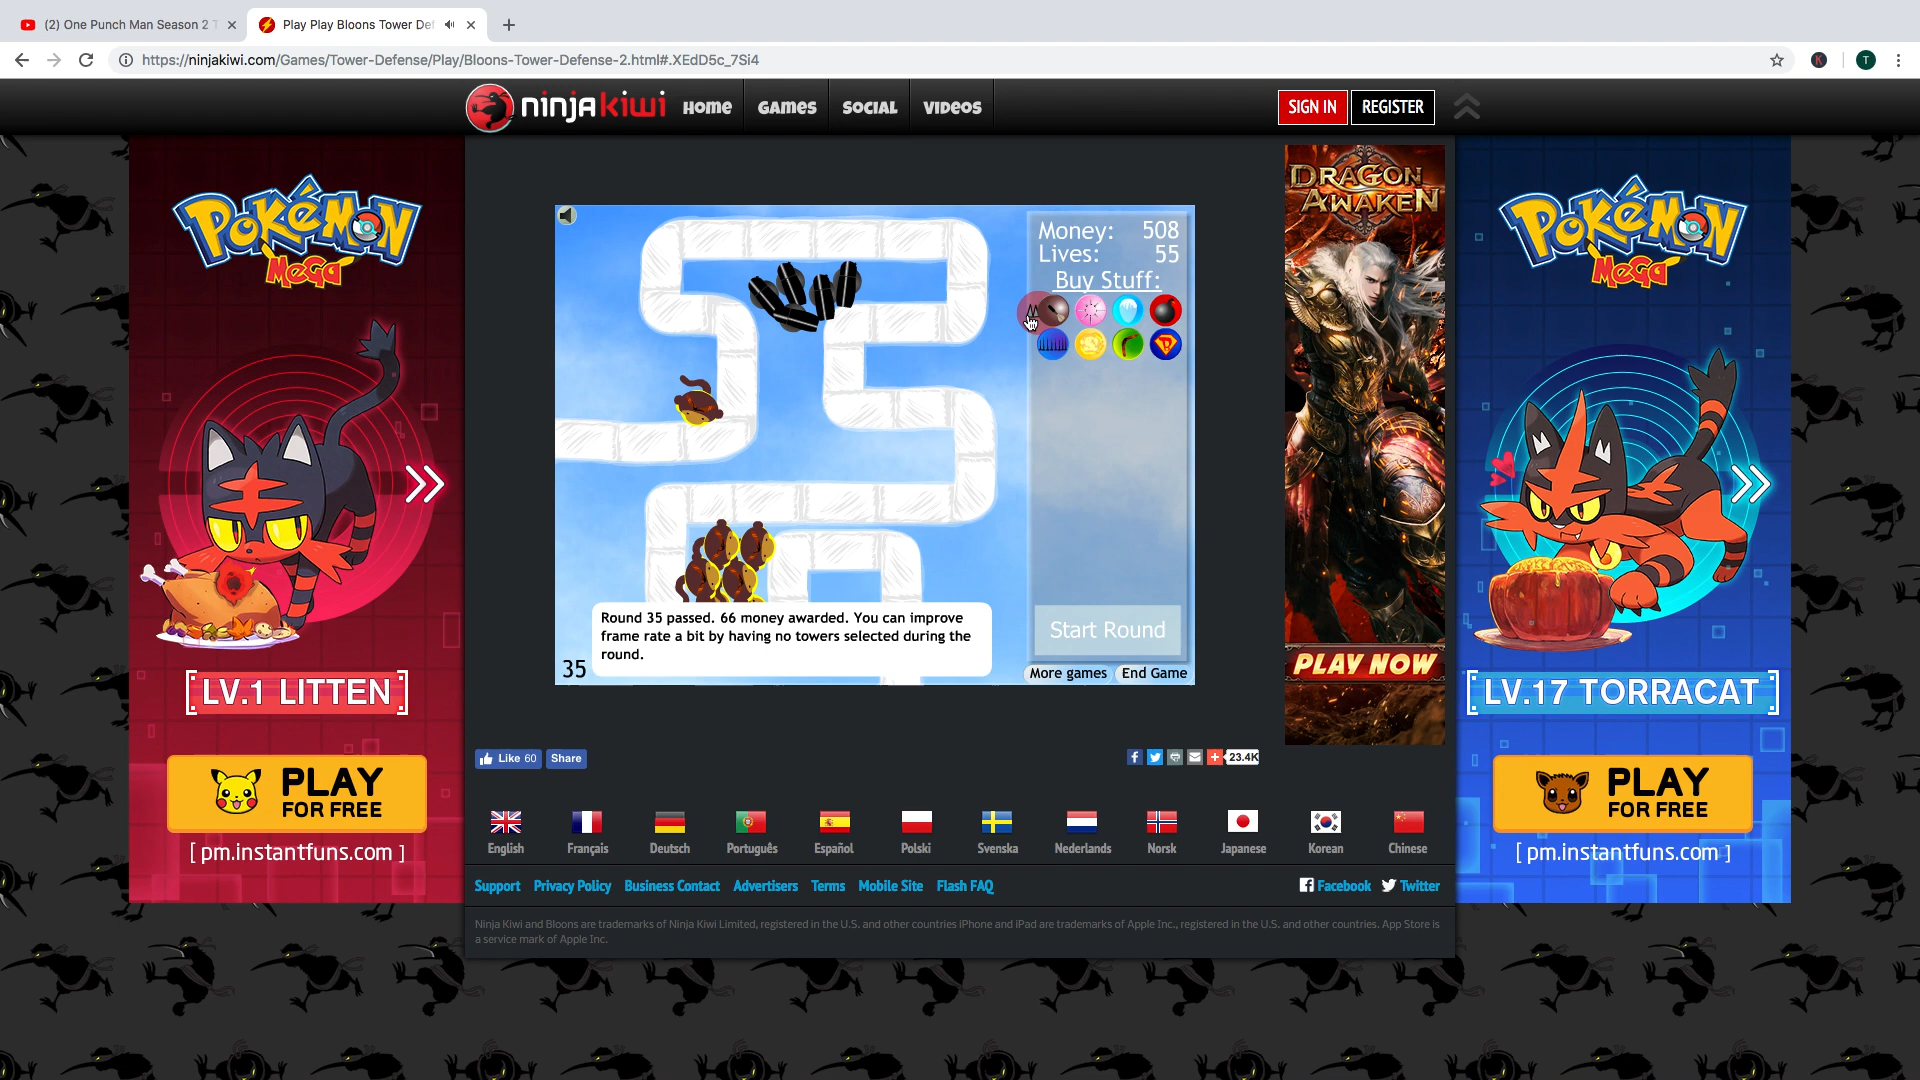 (2) One Punch Man Season 2 T
Play Play Bloons Tower Def
https://ninjakiwi.com/Games/Tower-Defense/Play/Bloons-Tower-Defense-2.html#.XEdD5c_7Si4
K
T
ninjakiwi
Home
Games
Social
Videos
SIGN IN
REGISTER
POKéMON
MEGA
LV.1 LITTEN
PLAY
FOR FREE
[ pm.instantfuns.com ]
Money: 508
Lives: 55
Buy Stuff:
Start Round
Round 35 passed. 66 money awarded. You can improve
frame rate a bit by having no towers selected during the
round.
35
More games
End Game
DRAGON
AWAKEN
PLAY NOW
POKéMON
MEGA
LV.17 TORRACAT
PLAY
FOR FREE
[ pm.instantfuns.com ]
Like 60
Share
23.4K
English
Français
Deutsch
Português
Español
Polski
Svenska
Nederlands
Norsk
Japanese
Korean
Chinese
Support
Privacy Policy
Business Contact
Advertisers
Terms
Mobile Site
Flash FAQ
Facebook
Twitter
Ninja Kiwi and Bloons are trademarks of Ninja Kiwi Limited, registered in the U.S. and other countries iPhone and iPad are trademarks of Apple Inc., registered in the U.S. and other countries. App Store is
a service mark of Apple Inc.